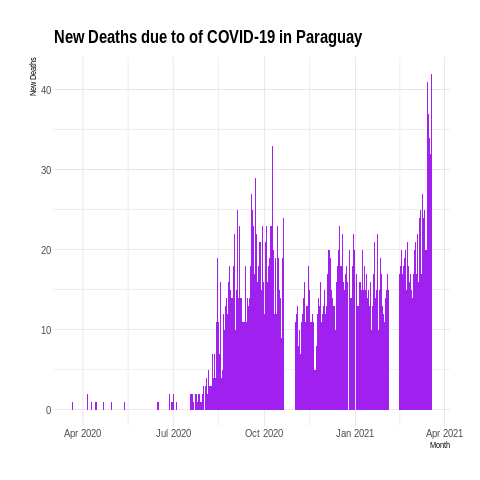 New Deaths due to of COVID-19 in Paraguay
New Deaths
40
30
20
10
0
Apr 2020 Jul 2020 Oct 2020 Jan 2021 Apr 2021
Month